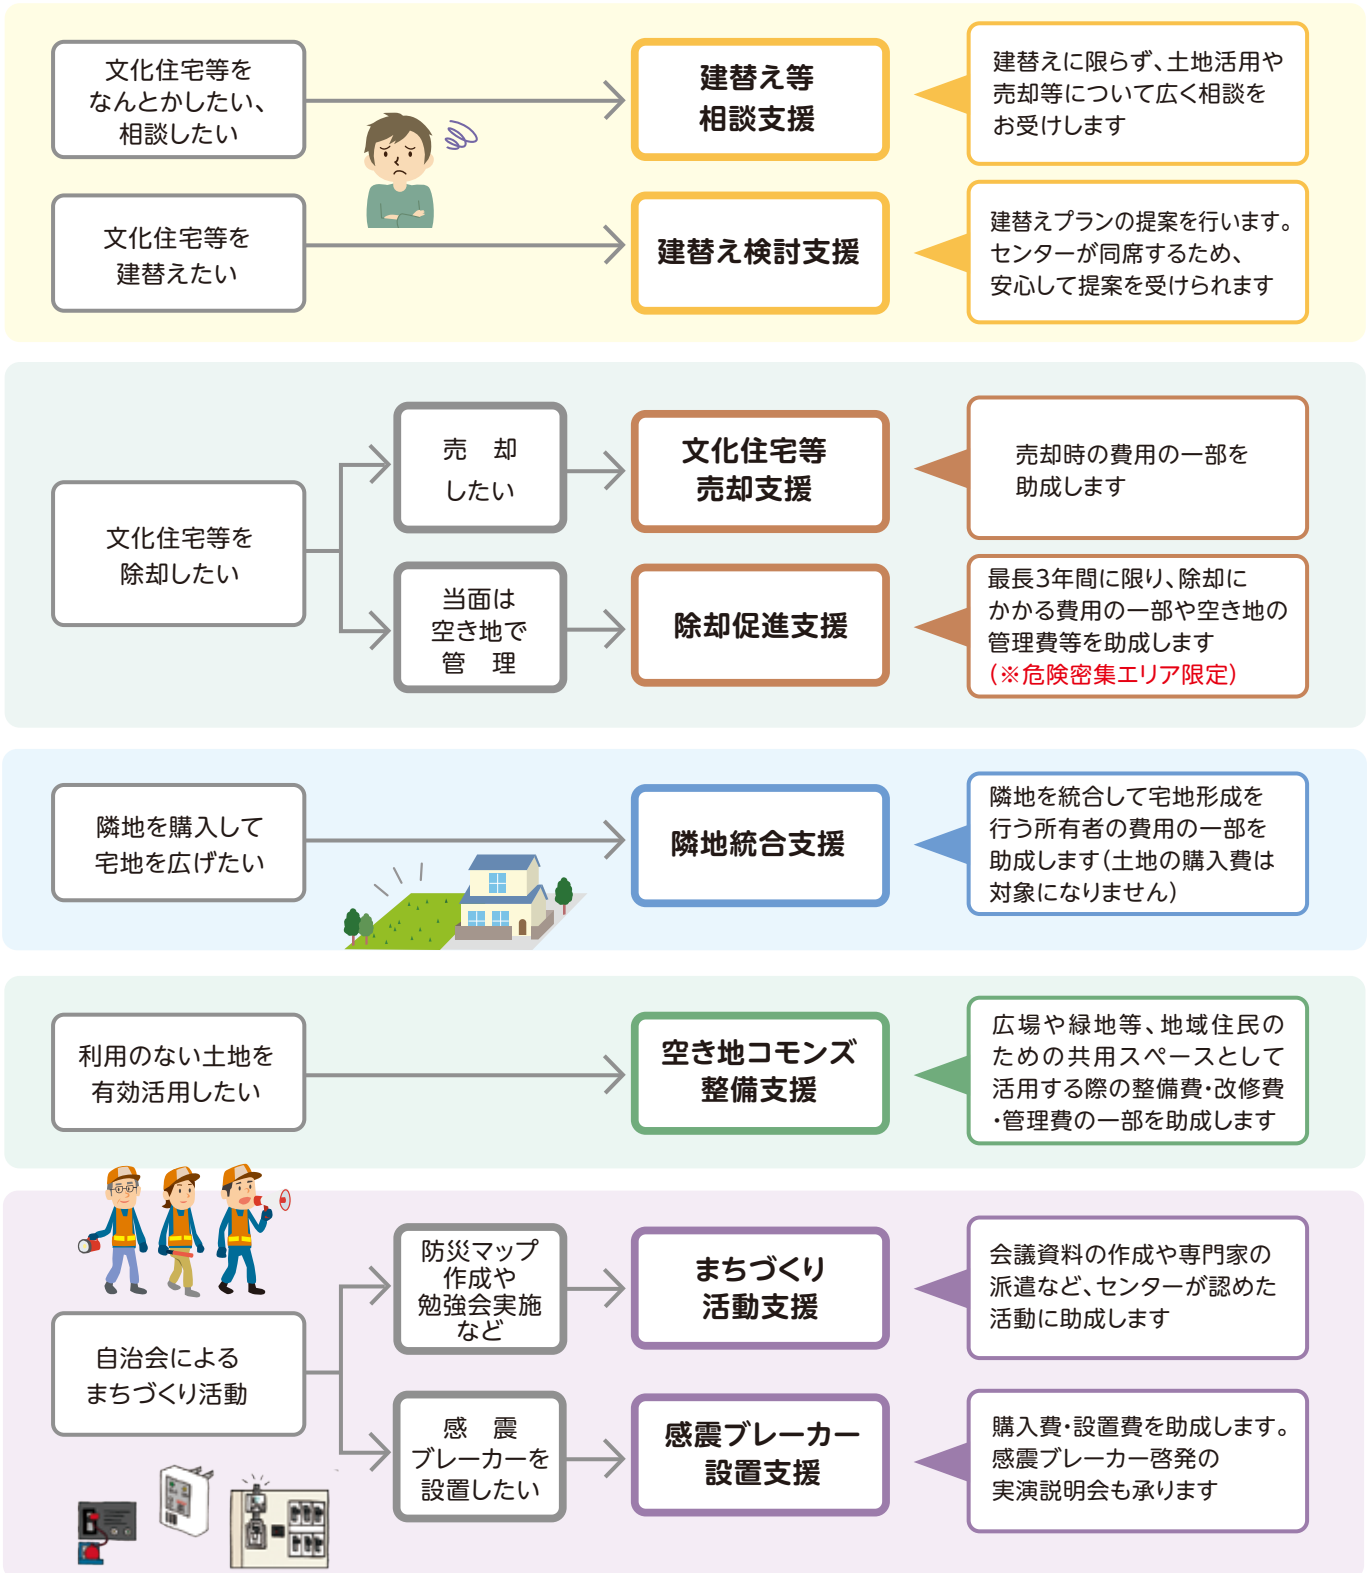 文化住宅等を
なんとかしたい、
相談したい
建替え等
相談支援
建替えに限らず、土地活用や
売却等について広く相談を
お受けします
文化住宅等を
建替えたい
建替え検討支援
建替えプランの提案を行います。
センターが同席するため、
安心して提案を受けられます
文化住宅等を
除却したい
売　却
したい
文化住宅等
売却支援
売却時の費用の一部を
助成します
当面は
空き地で
管　理
除却促進支援
最長3年間に限り、除却に
かかる費用の一部や空き地の
管理費等を助成します
(※危険密集エリア限定)
隣地を購入して
宅地を広げたい
隣地統合支援
隣地を統合して宅地形成を
行う所有者の費用の一部を
助成します(土地の購入費は
対象になりません)
利用のない土地を
有効活用したい
空き地コモンズ
整備支援
広場や緑地等、地域住民の
ための共用スペースとして
活用する際の整備費・改修費
・管理費の一部を助成します
自治会による
まちづくり活動
防災マップ
作成や
勉強会実施
など
まちづくり
活動支援
会議資料の作成や専門家の
派遣など、センターが認めた
活動に助成します
感　震
ブレーカーを
設置したい
感震ブレーカー
設置支援
購入費・設置費を助成します。
感震ブレーカー啓発の
実演説明会も承ります